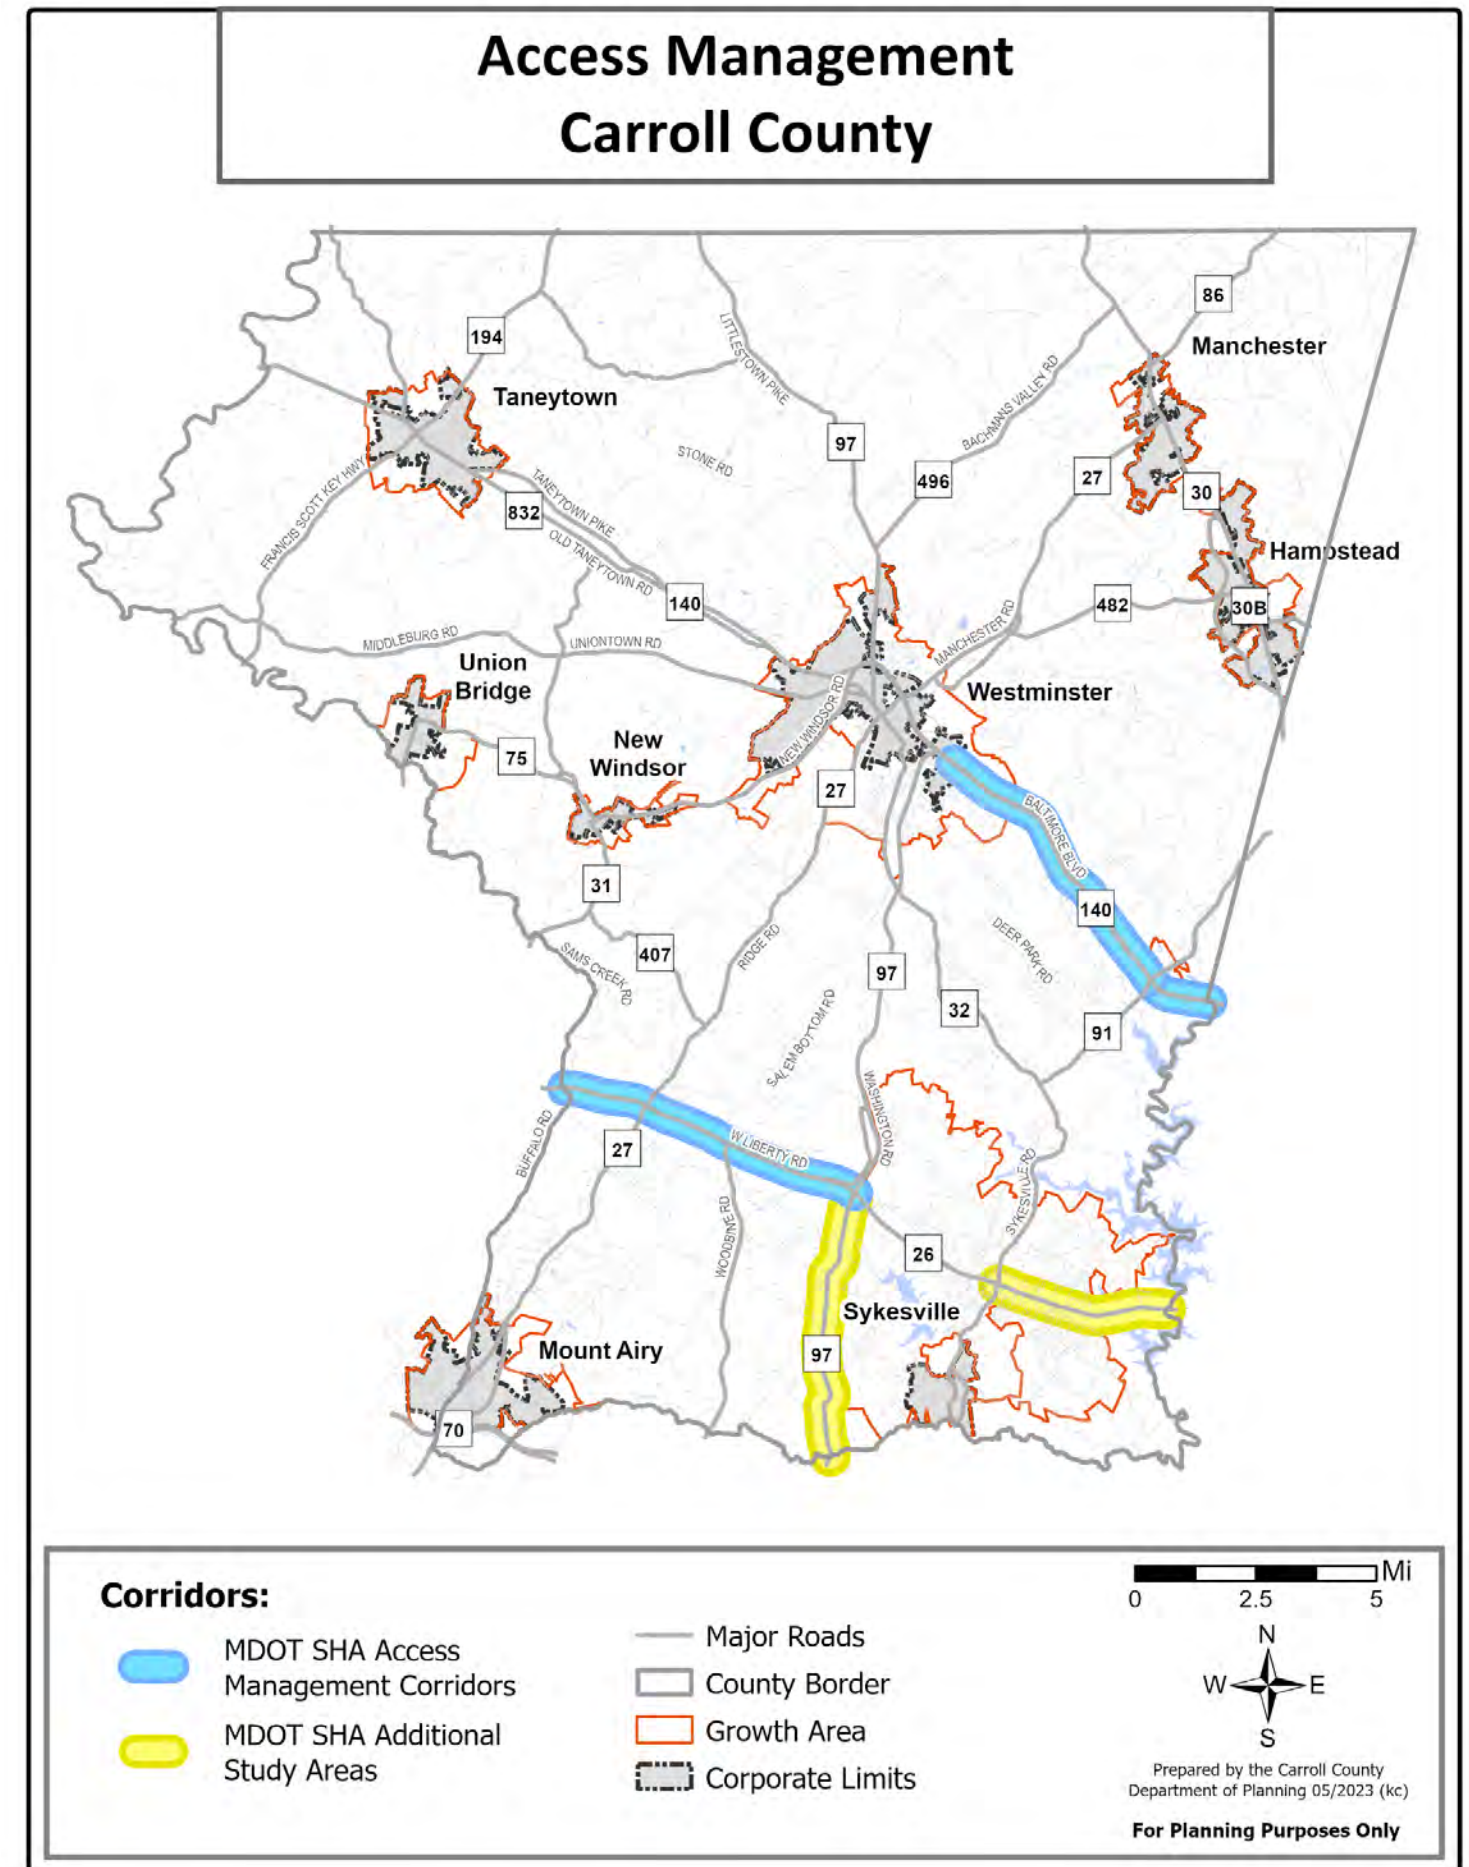 Access Management
Carroll County
86
Manchester
194
Taneytown
LITTLESTOWN PIKE
BACHMANS VALLEY RD
97
STONE RD
496
27
30
FRANCIS SCOTT KEY HWY
832
TANEYTOWN PIKE
OLD TANEYTOWN RD
Hampstead
140
482
30B
MIDDLEBURG RD
UNIONTOWN RD
MANCHESTER RD
Union
Bridge
Westminster
NEW WINDSOR RD
75
New
Windsor
27
BALTIMORE BLVD
31
140
407
SAMS CREEK RD
RIDGE RD
97
DEER PARK RD
32
91
SALEM BOTTOM RD
WASHINGTON RD
BUFFALO RD
27
W LIBERTY RD
SYKESVILLE RD
WOODBINE RD
26
Sykesville
97
Mount Airy
70
Corridors:
MDOT SHA Access
Management Corridors
MDOT SHA Additional
Study Areas
Major Roads
County Border
Growth Area
Corporate Limits
Mi
0 2.5 5
N
W E
S
Prepared by the Carroll County
Department of Planning 05/2023 (kc)
For Planning Purposes Only